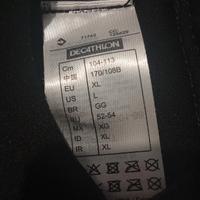 DECATHLON
Cm 104-113
中国 170/108B
EU XL
US L
BR GG
RU 52-54
MX XG
ID XL
IR XL